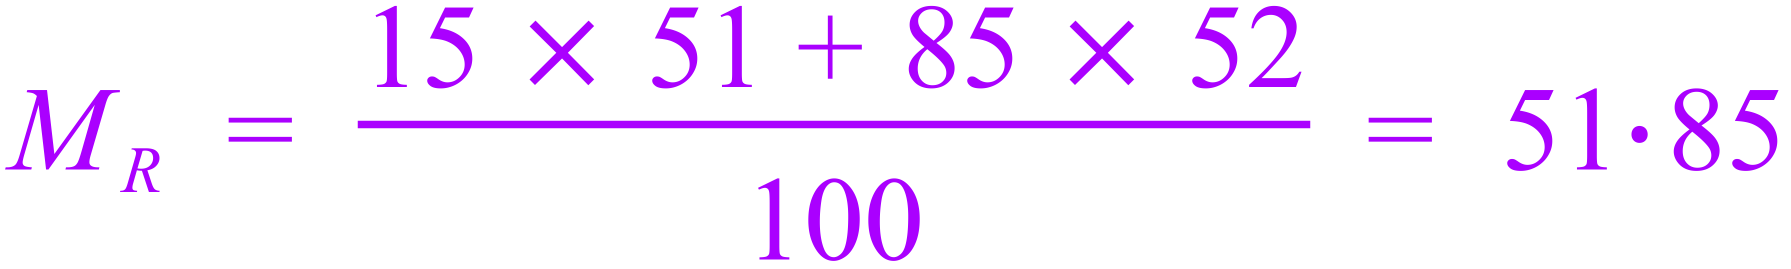 M_R = (15 × 51 + 85 × 52) / 100 = 51·85